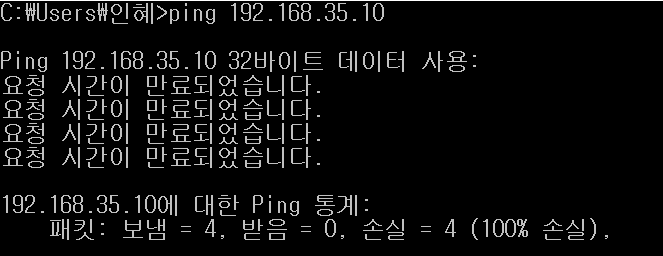 C:₩Users₩인혜>ping 192.168.35.10
Ping 192.168.35.10 32바이트 데이터 사용:
요청 시간이 만료되었습니다.
요청 시간이 만료되었습니다.
요청 시간이 만료되었습니다.
요청 시간이 만료되었습니다.
192.168.35.10에 대한 Ping 통계:
패킷: 보냄 = 4, 받음 = 0, 손실 = 4 (100% 손실),